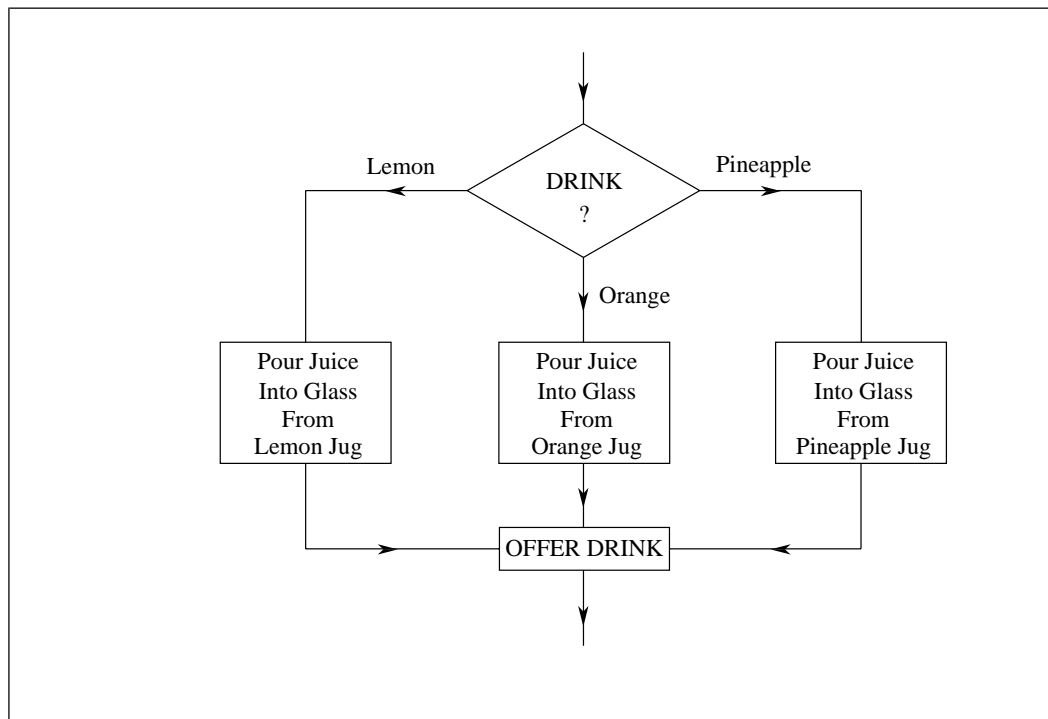 Lemon
Pineapple
DRINK
?
Orange
Pour Juice
Into Glass
From
Lemon Jug
Pour Juice
Into Glass
From
Orange Jug
Pour Juice
Into Glass
From
Pineapple Jug
OFFER DRINK